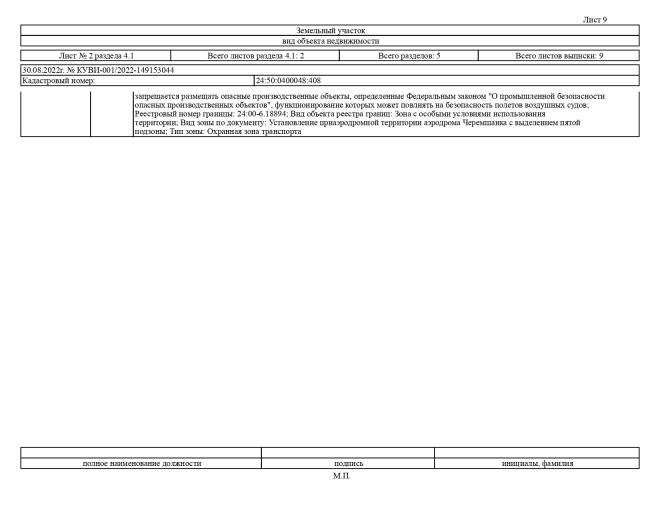 Лист 9
Земельный участок
вид объекта недвижимости
Лист № 2 раздела 4.1 Всего листов раздела 4.1: 2 Всего разделов: 5 Всего листов выписки: 9
30.08.2022г. № КУВИ-001/2022-149153044
Кадастровый номер: 24:50:0400048:408
запрещается размещать опасные производственные объекты, определенные Федеральным законом "О промышленной безопасности
опасных производственных объектов", функционирование которых может повлиять на безопасность полетов воздушных судов;
Реестровый номер границы: 24:00-6.18894; Вид объекта реестра границ: Зона с особыми условиями использования
территории; Вид зоны по документу: Установление приаэродромной территории аэродрома Черемшанка с выделением пятой
подзоны; Тип зоны: Охранная зона транспорта
полное наименование должности подпись инициалы, фамилия
М.П.